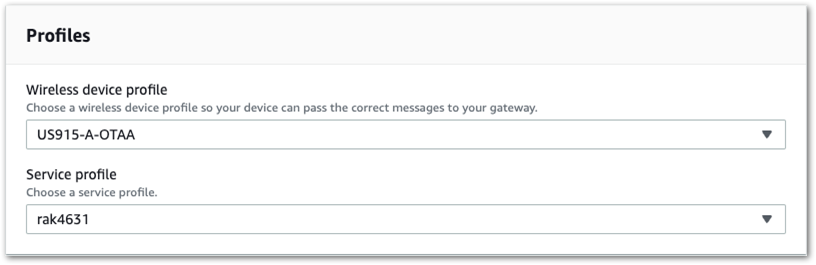 Profiles
Wireless device profile
Choose a wireless device profile so your device can pass the correct messages to your gateway.
US915-A-OTAA
Service profile
Choose a service profile.
rak4631